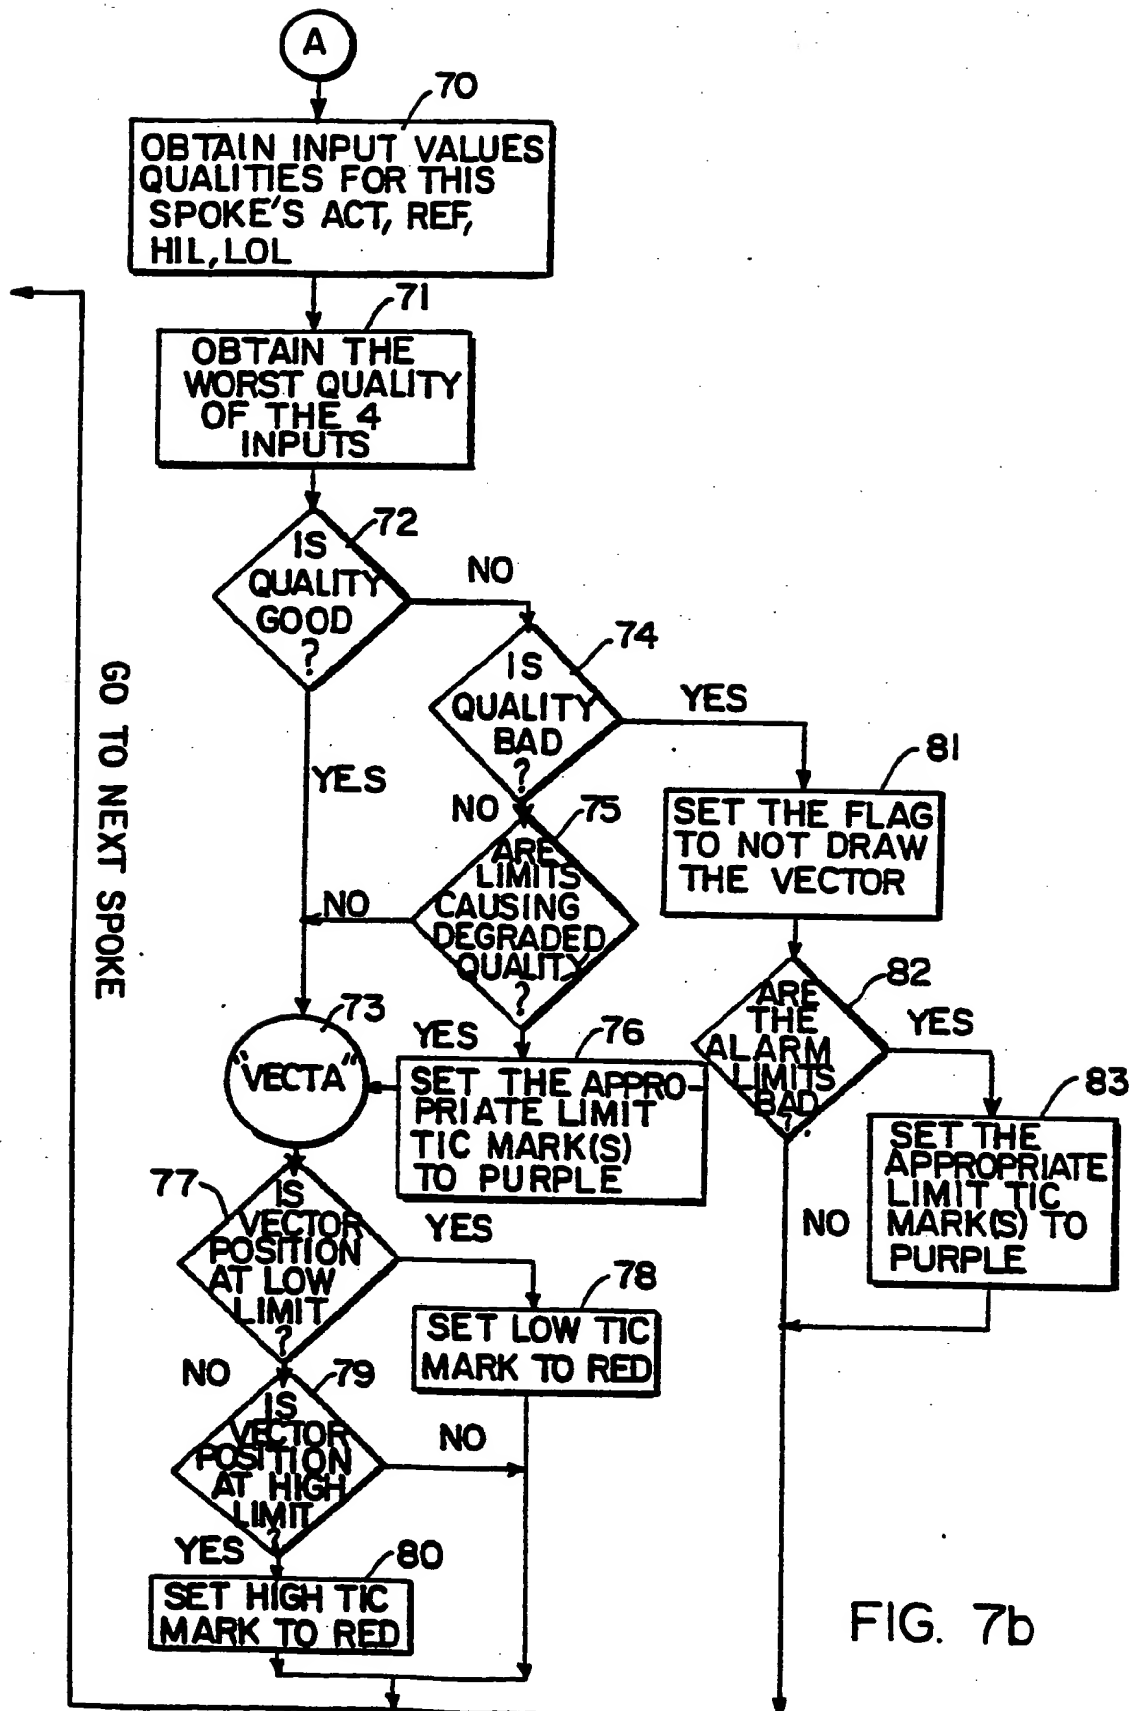 A
70
OBTAIN INPUT VALUES
QUALITIES FOR THIS
SPOKE'S ACT, REF,
HIL, LOL
71
OBTAIN THE
WORST QUALITY
OF THE 4
INPUTS
72
IS
QUALITY
GOOD
?
NO
YES
74
IS
QUALITY
BAD
?
YES
NO
75
ARE
LIMITS
CAUSING
DEGRADED
QUALITY
?
NO
YES
81
SET THE FLAG
TO NOT DRAW
THE VECTOR
82
ARE
THE
ALARM
LIMITS
BAD
?
YES
NO
83
SET THE
APPROPRIATE
LIMIT TIC
MARK(S) TO
PURPLE
73
"VECTA"
76
SET THE APPRO-
PRIATE LIMIT
TIC MARK(S)
TO PURPLE
77
IS
VECTOR
POSITION
AT LOW
LIMIT
?
YES
NO
78
SET LOW TIC
MARK TO RED
79
IS
VECTOR
POSITION
AT HIGH
LIMIT
?
NO
YES
80
SET HIGH TIC
MARK TO RED
GO TO NEXT SPOKE
FIG. 7b